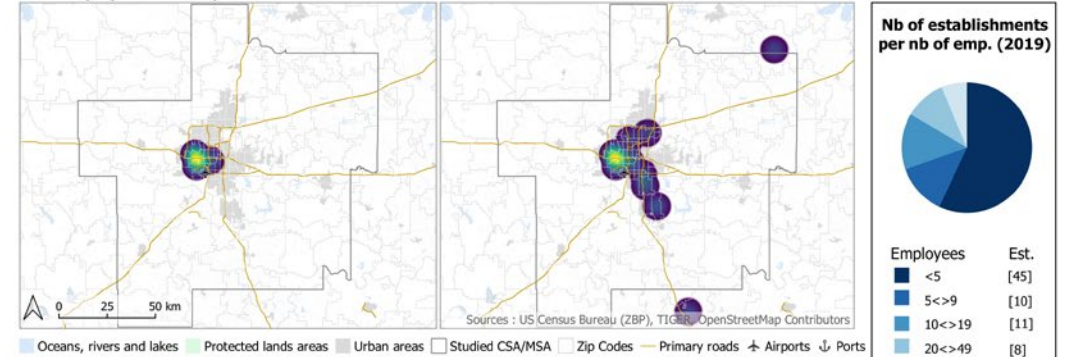 Nb of establishments
per nb of emp. (2019)
0 25 50 km
Sources : US Census Bureau (ZBP), TIGER, OpenStreetMap Contributors
Oceans, rivers and lakes Protected lands areas Urban areas Studied CSA/MSA Zip Codes Primary roads Airports Ports
Employees Est.
<5 [45]
5<>9 [10]
10<>19 [11]
20<>49 [8]